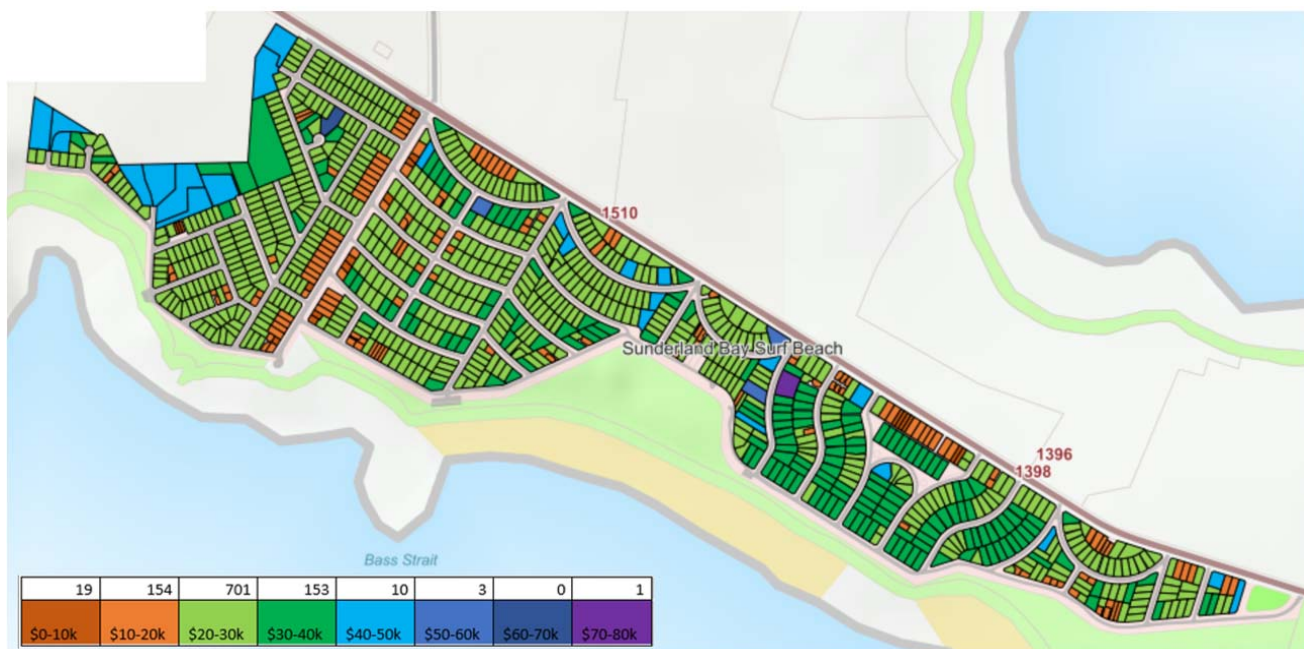 1510
Sunderland Bay Surf Beach
1396
1398
Bass Strait
19 154 701 153 10 3 0 1
$0-10k $10-20k $20-30k $30-40k $40-50k $50-60k $60-70k $70-80k